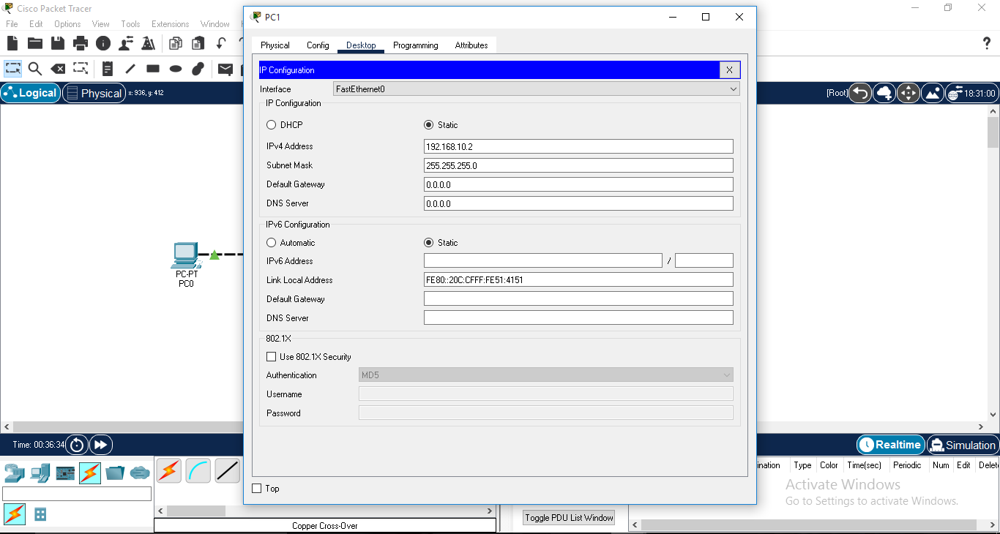 Cisco Packet Tracer
File Edit Options View Tools Extensions Window
PC1
Physical Config Desktop Programming Attributes
IP Configuration X
Interface FastEthernet0
IP Configuration
DHCP Static
IPv4 Address 192.168.10.2
Subnet Mask 255.255.255.0
Default Gateway 0.0.0.0
DNS Server 0.0.0.0
IPv6 Configuration
Automatic Static
IPv6 Address /
Link Local Address FE80::20C:CFFF:FE51:4151
Default Gateway
DNS Server
802.1X
Use 802.1X Security
Authentication MD5
Username
Password
Top
?
Logical Physical x: 936, y: 412
[Root] 18:31:00
PC-PT
PC0
Time: 00:36:34
Realtime Simulation
ination Type Color Time(sec) Periodic Num Edit Delet
Activate Windows
Go to Settings to activate Windows.
Toggle PDU List Window
Copper Cross-Over